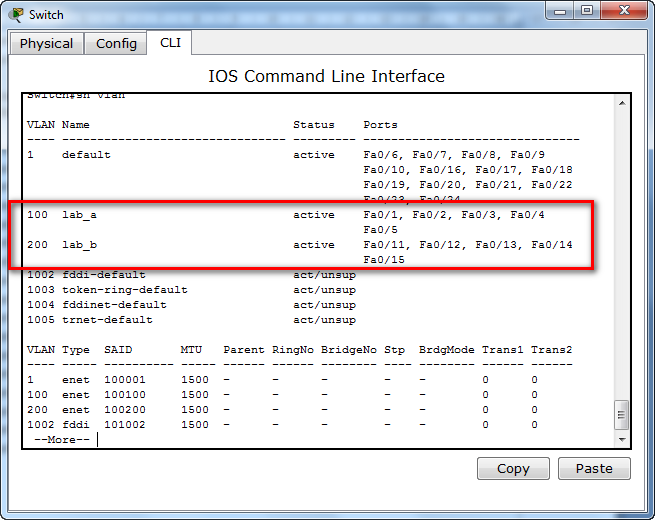 Switch
Physical Config CLI
IOS Command Line Interface
Switch#sh vlan
VLAN Name                             Status    Ports
---- -------------------------------- --------- -------------------------------
1    default                          active    Fa0/6, Fa0/7, Fa0/8, Fa0/9
                                                Fa0/10, Fa0/16, Fa0/17, Fa0/18
                                                Fa0/19, Fa0/20, Fa0/21, Fa0/22
                                                Fa0/23, Fa0/24
100  lab_a                            active    Fa0/1, Fa0/2, Fa0/3, Fa0/4
                                                Fa0/5
200  lab_b                            active    Fa0/11, Fa0/12, Fa0/13, Fa0/14
                                                Fa0/15
1002 fddi-default                     act/unsup
1003 token-ring-default               act/unsup
1004 fddinet-default                  act/unsup
1005 trnet-default                    act/unsup
VLAN Type  SAID       MTU   Parent RingNo BridgeNo Stp  BrdgMode Trans1 Trans2
---- ----- ---------- ----- ------ ------ -------- ---- -------- ------ ------
1    enet  100001     1500  -      -      -        -    -        0      0
100  enet  100100     1500  -      -      -        -    -        0      0
200  enet  100200     1500  -      -      -        -    -        0      0
1002 fddi  101002     1500  -      -      -        -    -        0      0
 --More--
Copy Paste